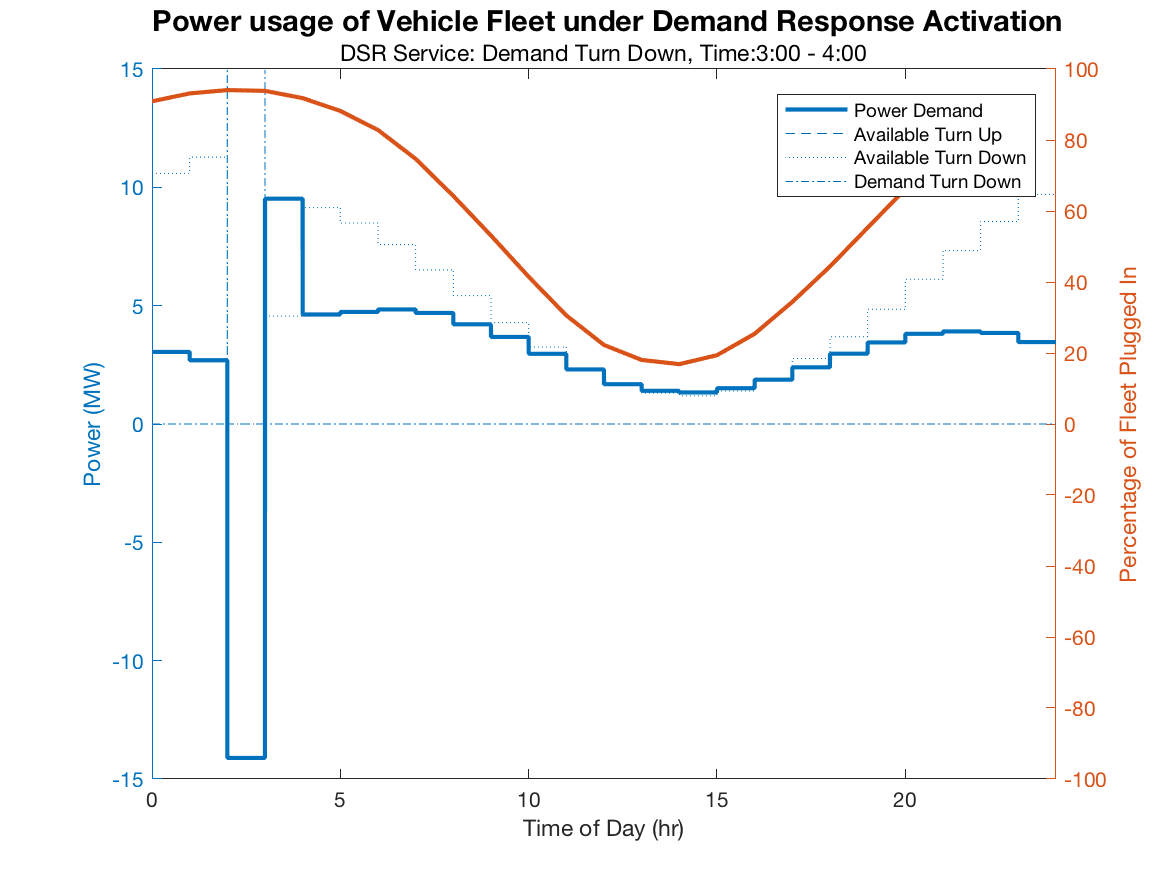 Power usage of Vehicle Fleet under Demand Response Activation
DSR Service: Demand Turn Down, Time:3:00 - 4:00
15
10
5
0
-5
-10
-15
Power (MW)
100
80
60
40
20
0
-20
-40
-60
-80
-100
Percentage of Fleet Plugged In
Power Demand
Available Turn Up
Available Turn Down
Demand Turn Down
0
5
10
15
20
Time of Day (hr)